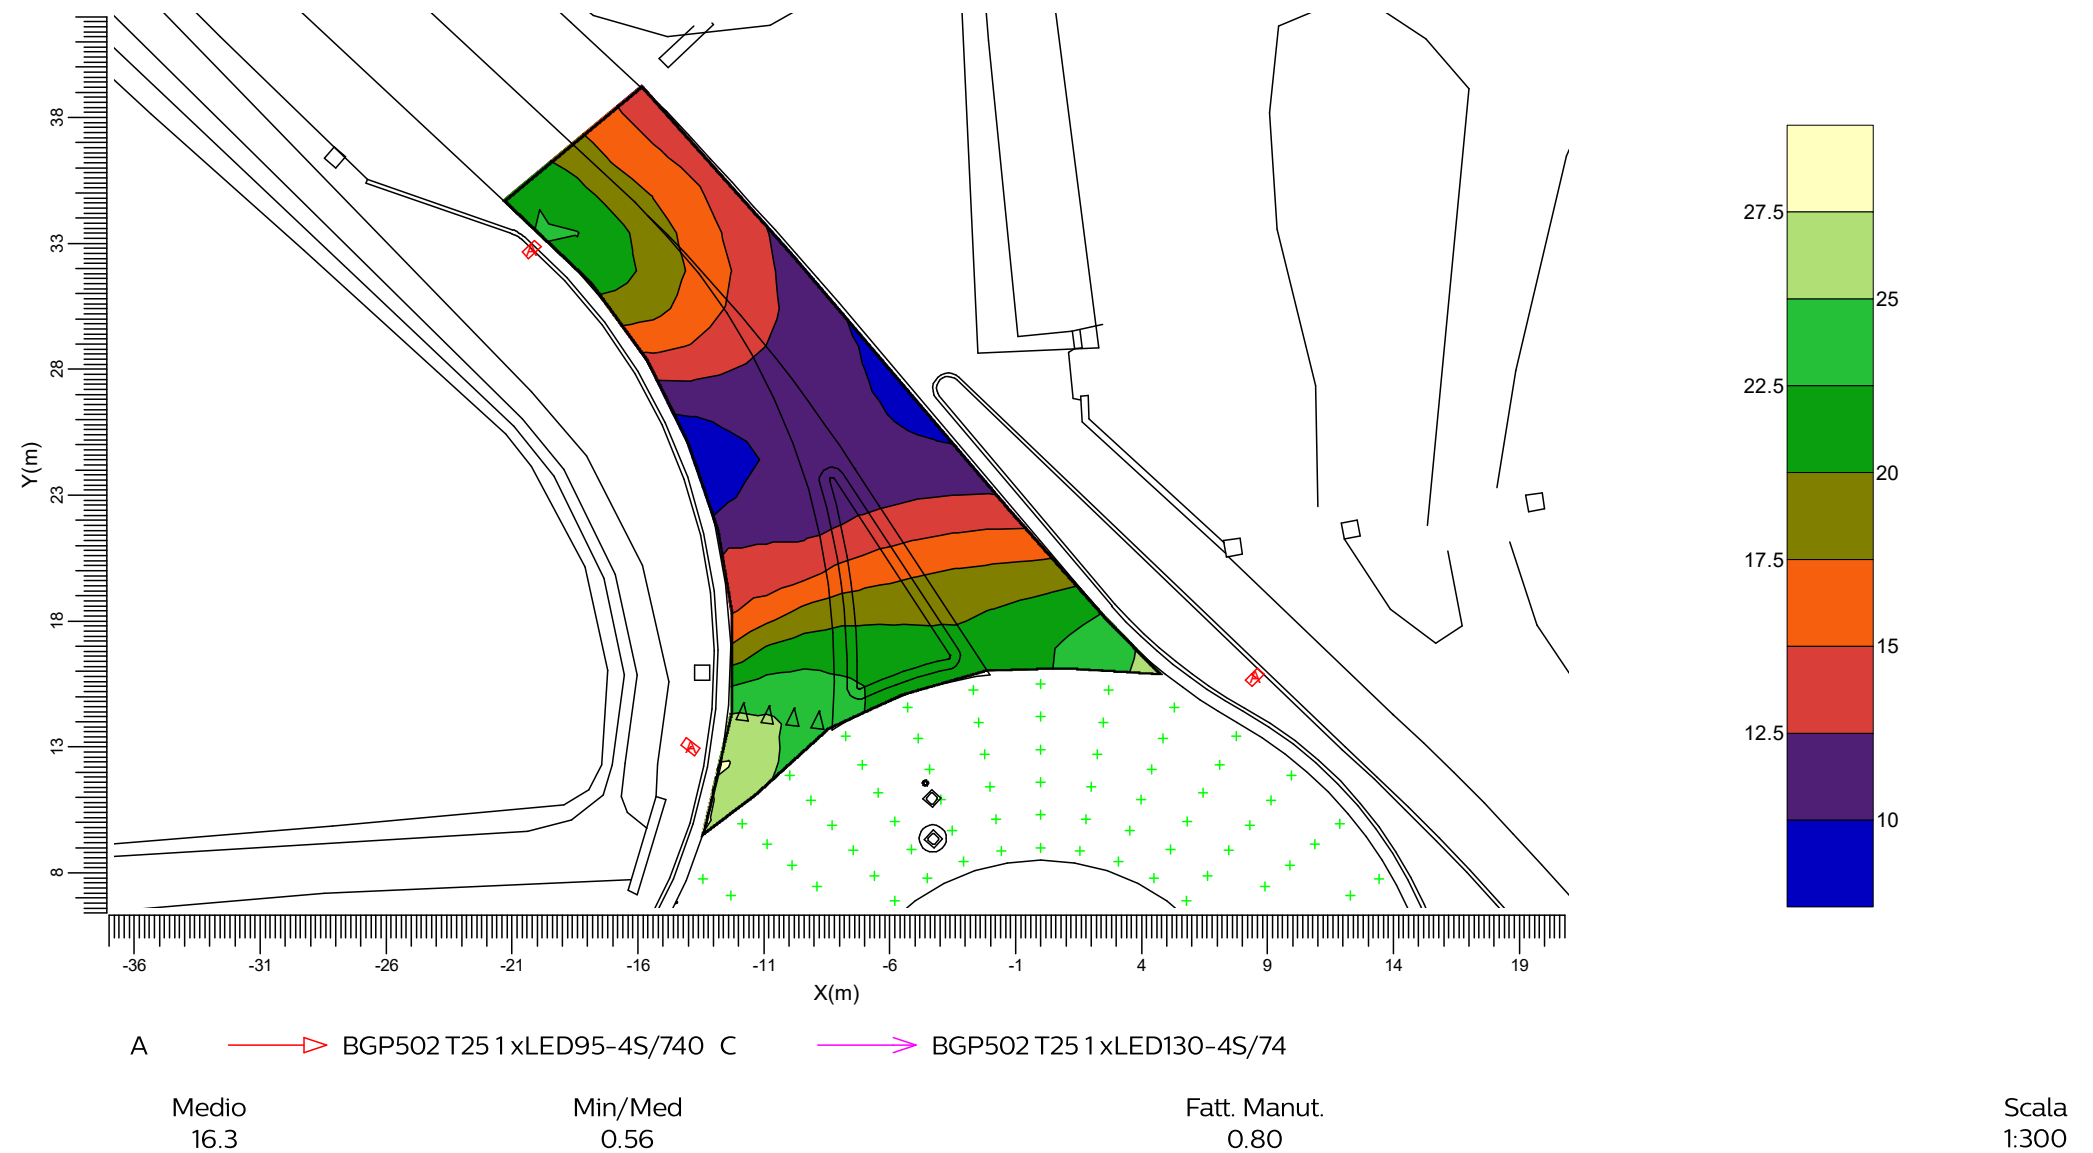 38
33
28
23
18
13
8
Y(m)
-36 -31 -26 -21 -16 -11 -6 -1 4 9 14 19
X(m)
27.5
25
22.5
20
17.5
15
12.5
10
A BGP502 T25 1 xLED95-4S/740 C BGP502 T25 1 xLED130-4S/74
Medio Min/Med Fatt. Manut. Scala
16.3 0.56 0.80 1:300